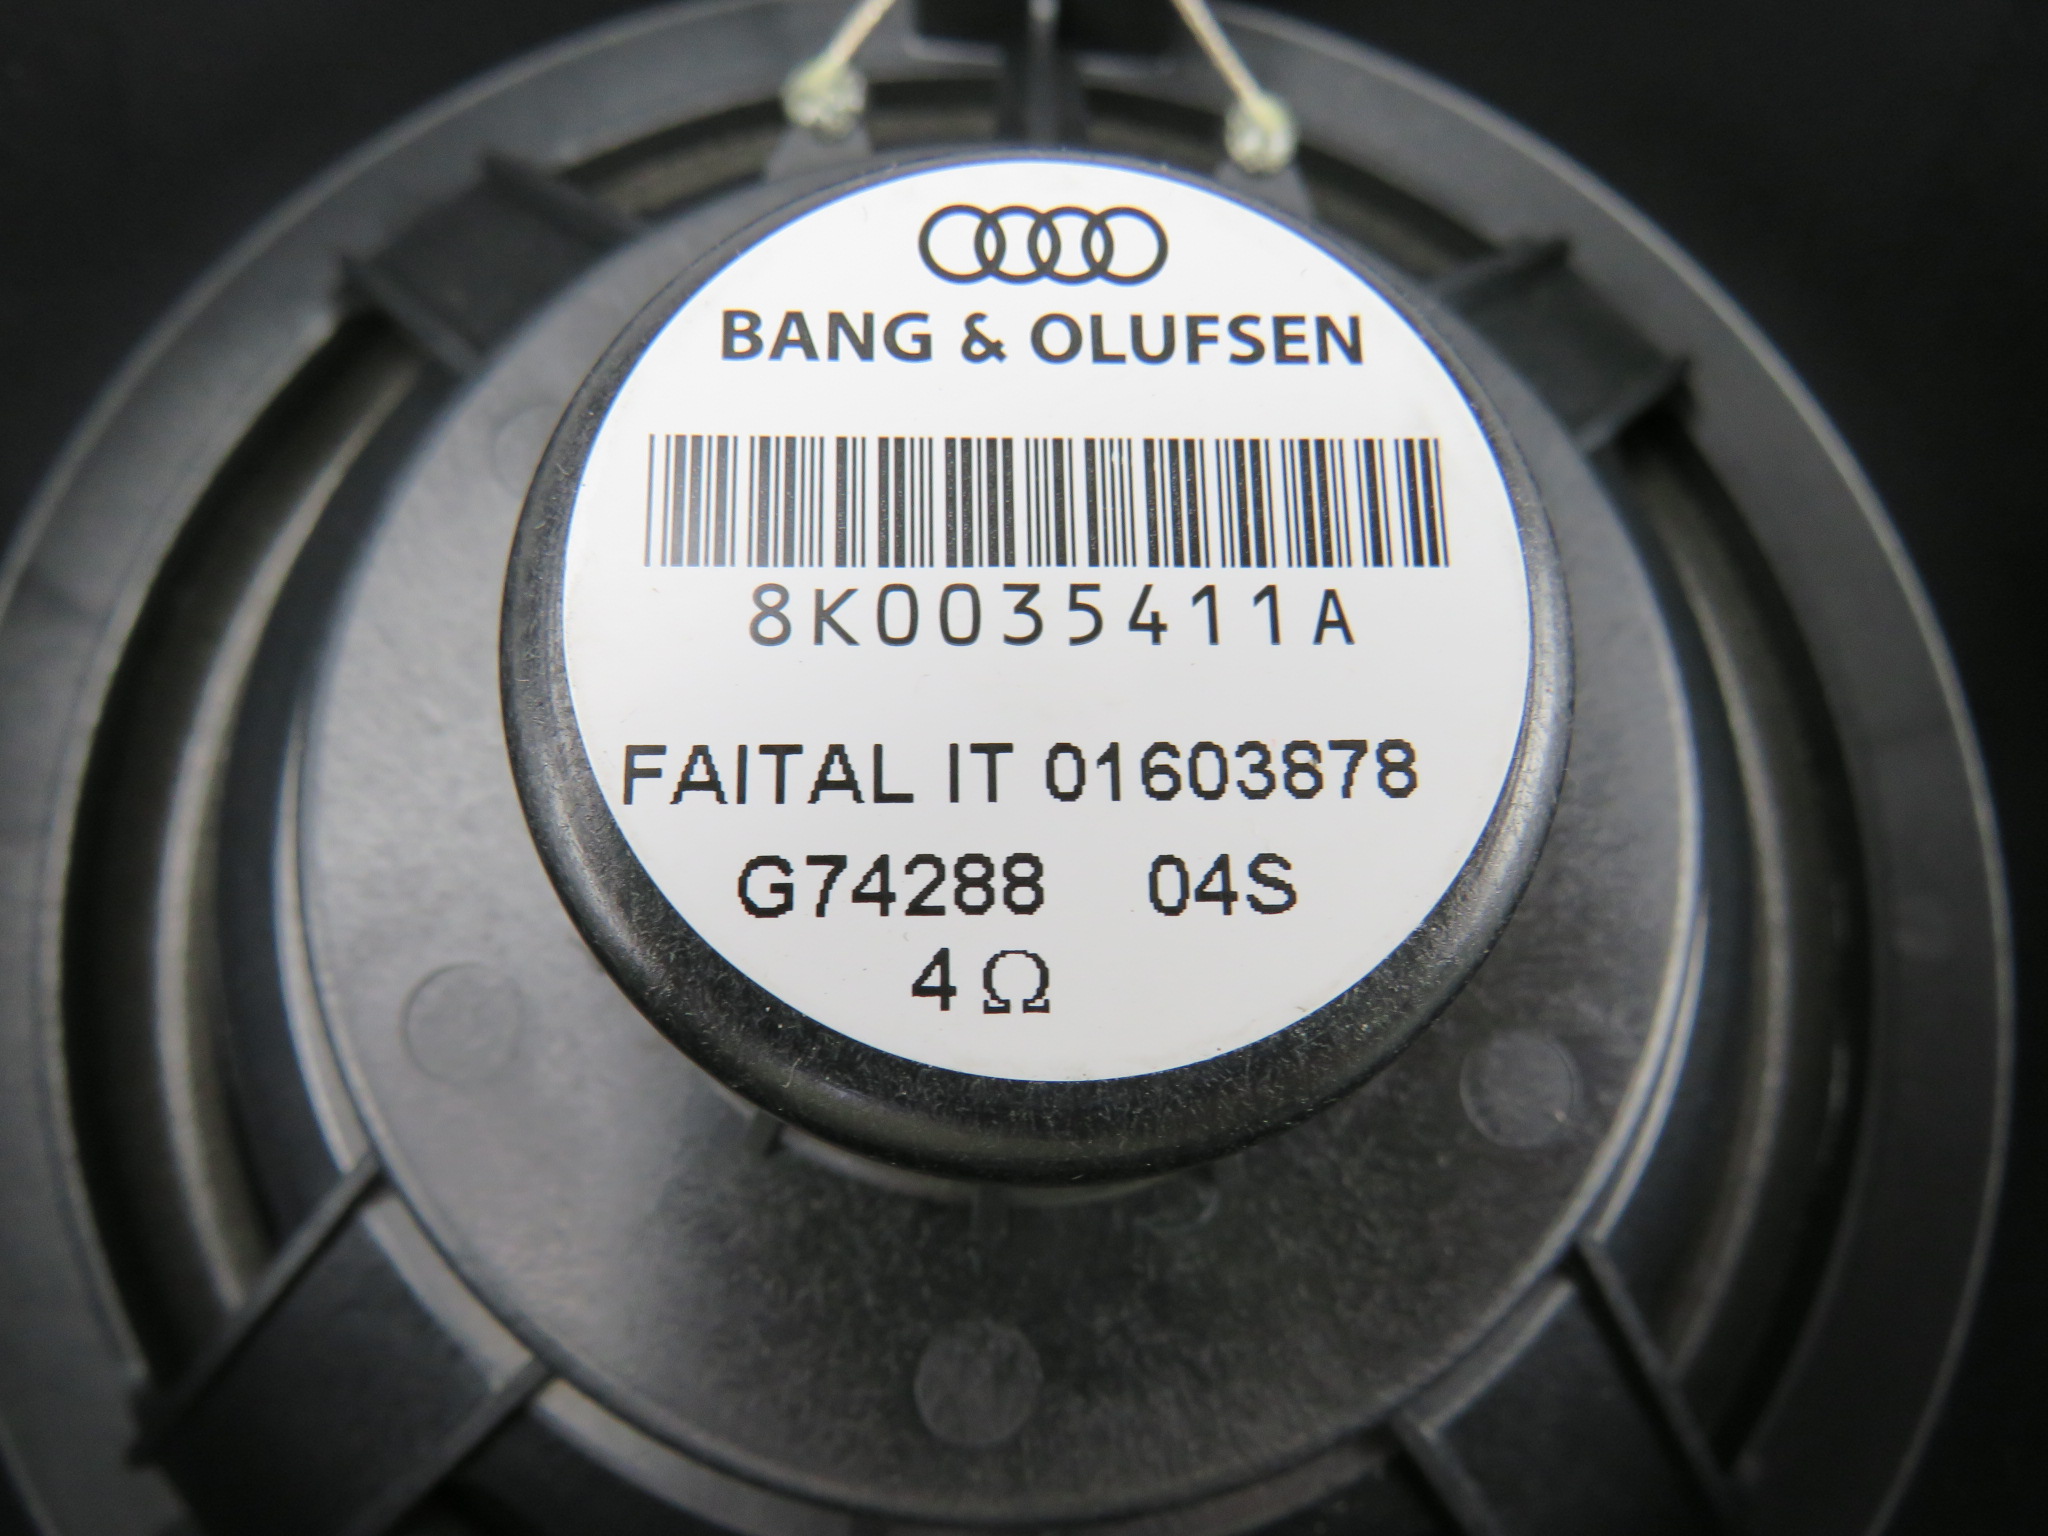 BANG & OLUFSEN
8K0035411A
FAITAL IT 01603878
G74288 04S
4 Ω